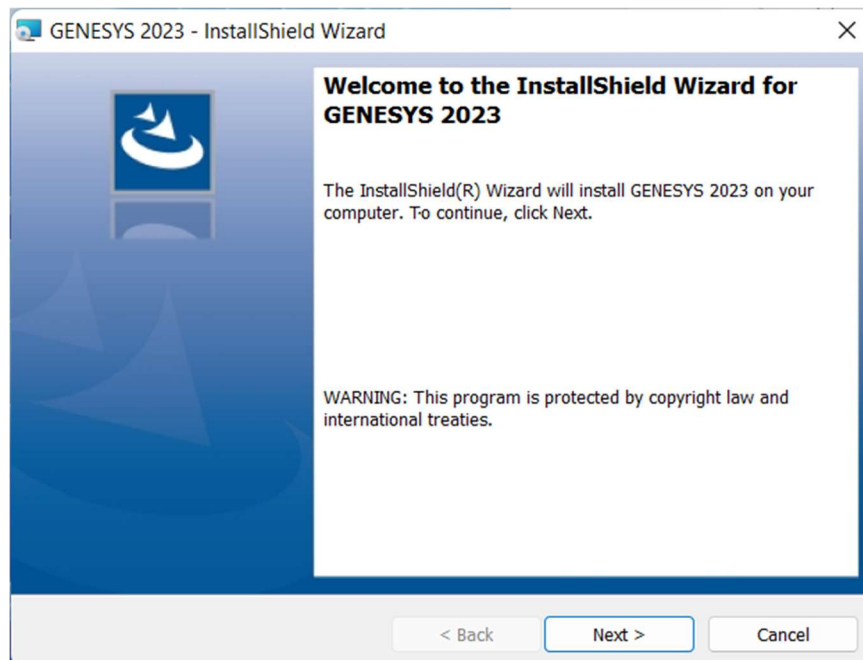 GENESYS 2023 - InstallShield Wizard
Welcome to the InstallShield Wizard for
GENESYS 2023
The InstallShield(R) Wizard will install GENESYS 2023 on your
computer. To continue, click Next.
WARNING: This program is protected by copyright law and
international treaties.
< Back
Next >
Cancel